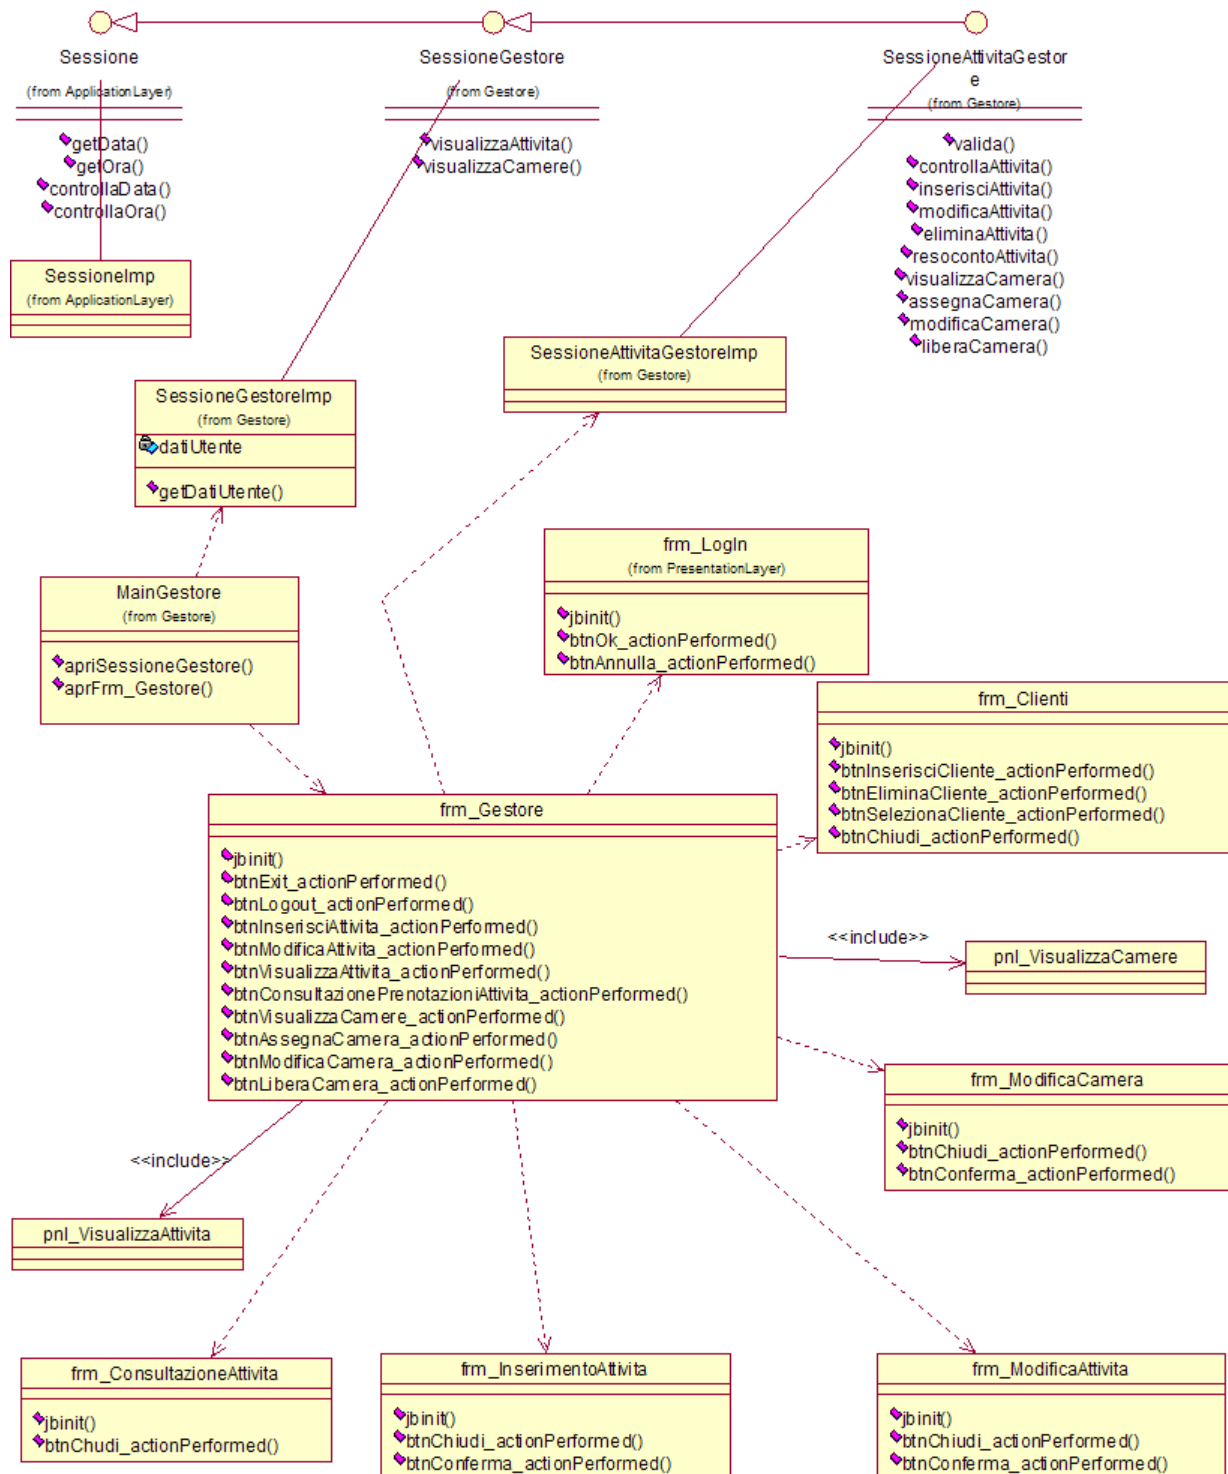 Sessione
(from ApplicationLayer)
getData()
getOra()
controllaData()
controllaOra()
SessioneGestore
(from Gestore)
visualizzaAttivita()
visualizzaCamere()
SessioneAttivitaGestor
e
(from Gestore)
valida()
controllaAttivita()
inserisciAttivita()
modificaAttivita()
eliminaAttivita()
resocontoAttivita()
visualizzaCamera()
assegnaCamera()
modificaCamera()
liberaCamera()
SessioneImp
(from ApplicationLayer)
SessioneAttivitaGestoreImp
(from Gestore)
SessioneGestoreImp
(from Gestore)
datiUtente
getDatiUtente()
frm_LogIn
(from PresentationLayer)
jbinit()
btnOk_actionPerformed()
btnAnnulla_actionPerformed()
MainGestore
(from Gestore)
apriSessioneGestore()
aprFrm_Gestore()
frm_Clienti
jbinit()
btnInserisciCliente_actionPerformed()
btnEliminaCliente_actionPerformed()
btnSelezionaCliente_actionPerformed()
btnChiudi_actionPerformed()
frm_Gestore
jbinit()
btnExit_actionPerformed()
btnLogout_actionPerformed()
btnInserisciAttivita_actionPerformed()
btnModificaAttivita_actionPerformed()
btnVisualizzaAttivita_actionPerformed()
btnConsultazionePrenotazioniAttivita_actionPerformed()
btnVisualizzaCamere_actionPerformed()
btnAssegnaCamera_actionPerformed()
btnModificaCamera_actionPerformed()
btnLiberaCamera_actionPerformed()
<<include>>
pnl_VisualizzaCamere
frm_ModificaCamera
jbinit()
btnChiudi_actionPerformed()
btnConferma_actionPerformed()
<<include>>
pnl_VisualizzaAttivita
frm_ConsultazioneAttivita
jbinit()
btnChudi_actionPerformed()
frm_InserimentoAttivita
jbinit()
btnChiudi_actionPerformed()
btnConferma_actionPerformed()
frm_ModificaAttivita
jbinit()
btnChiudi_actionPerformed()
btnConferma_actionPerformed()